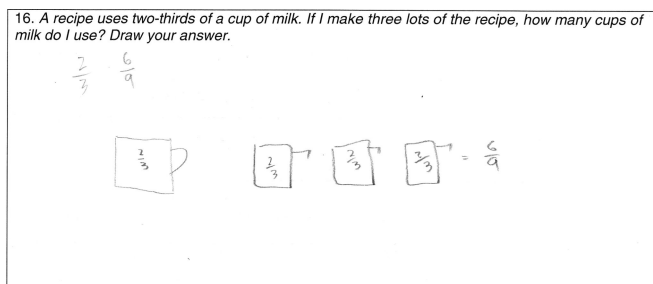 16. A recipe uses two-thirds of a cup of milk. If I make three lots of the recipe, how many cups of
milk do I use? Draw your answer.
2/3 6/9
2/3 2/3 2/3 2/3 = 6/9